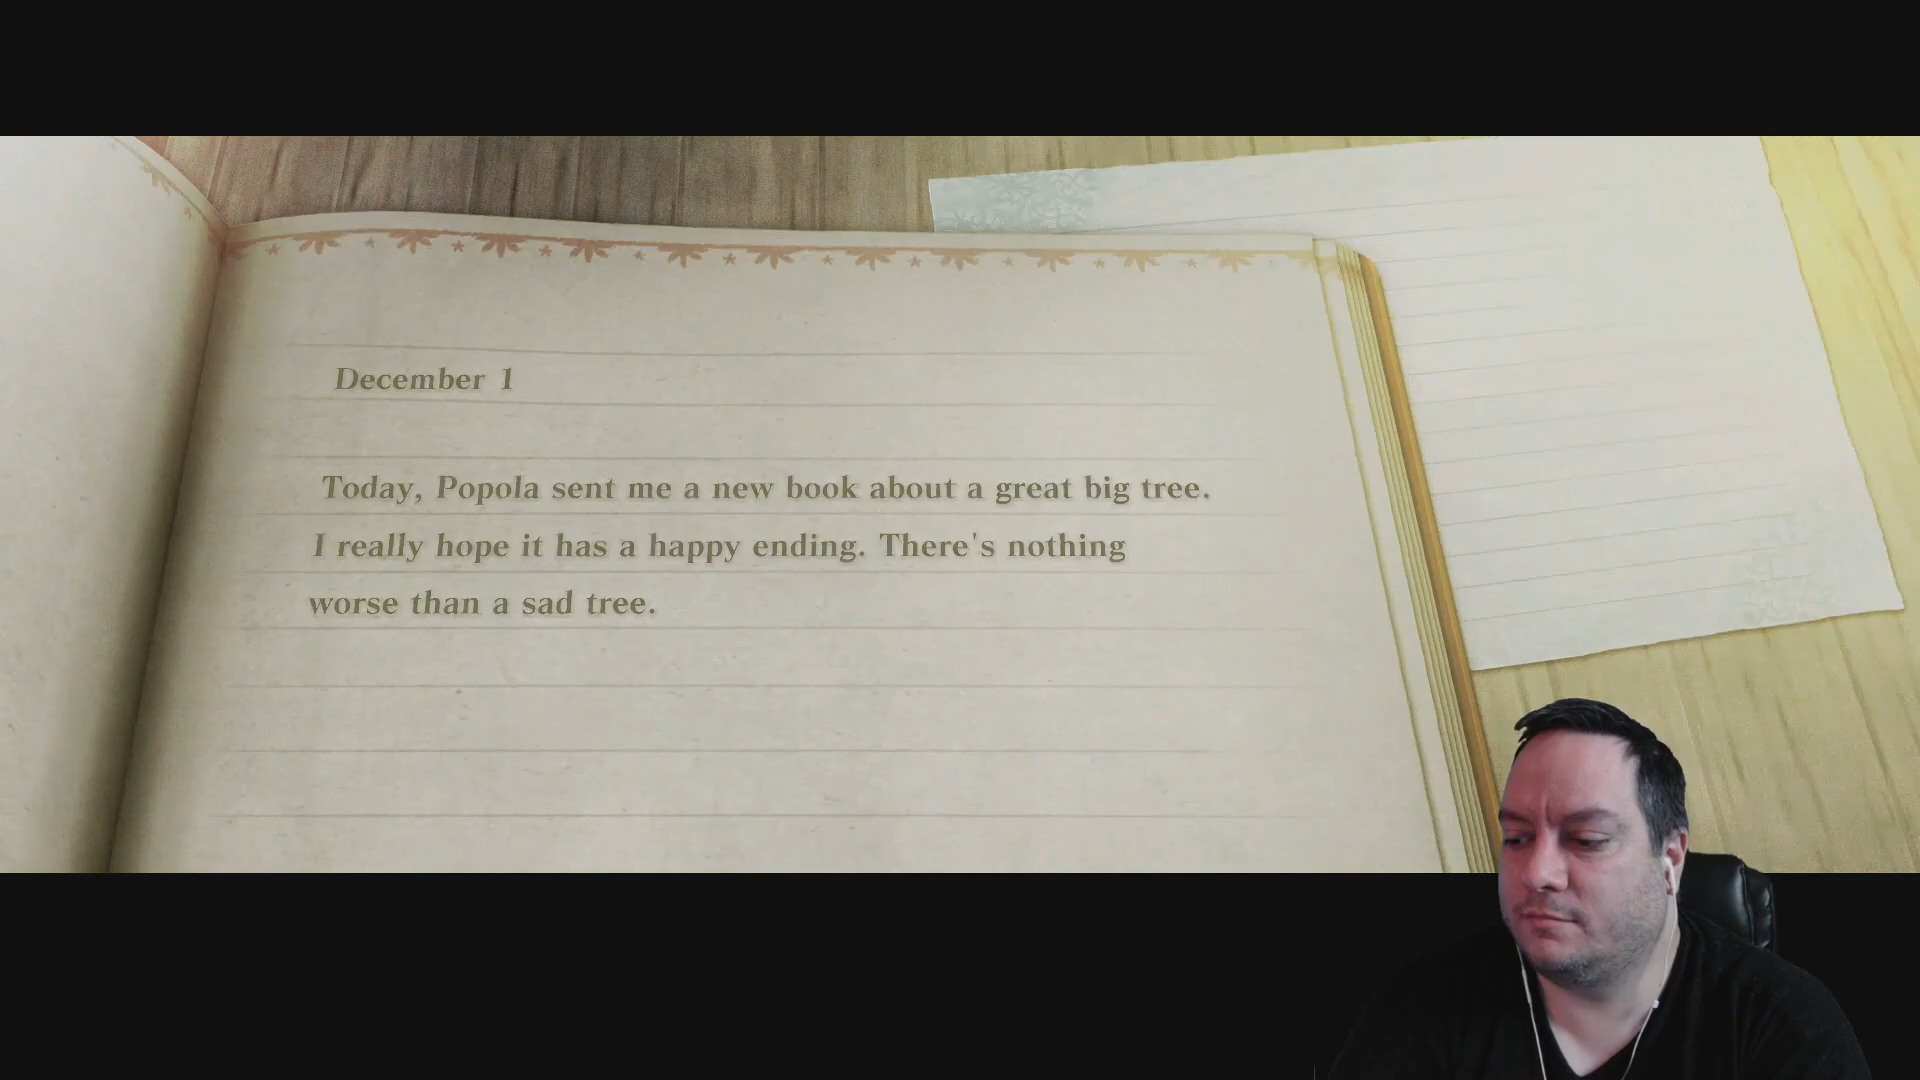 December 1
Today, Popola sent me a new book about a great big tree.
I really hope it has a happy ending. There's nothing
worse than a sad tree.